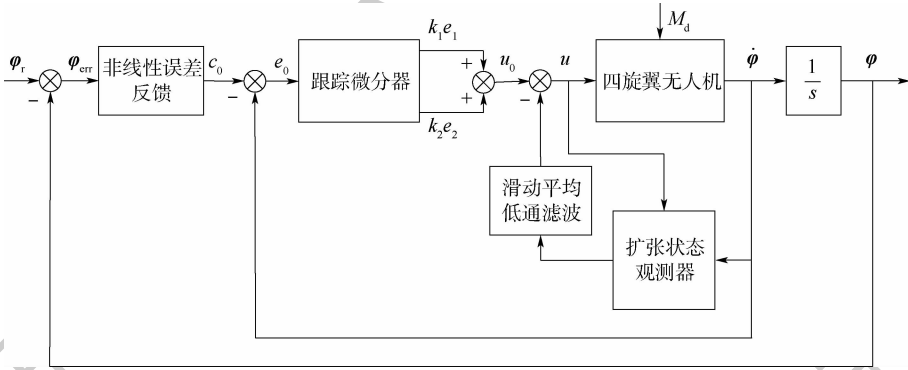 φr
φerr
−
非线性误差
反馈
c0
−
e0
跟踪微分器
k1e1
+
+
k2e2
u0
−
u
Md
四旋翼无人机
φ̇
1
s
φ
滑动平均
低通滤波
扩张状态
观测器